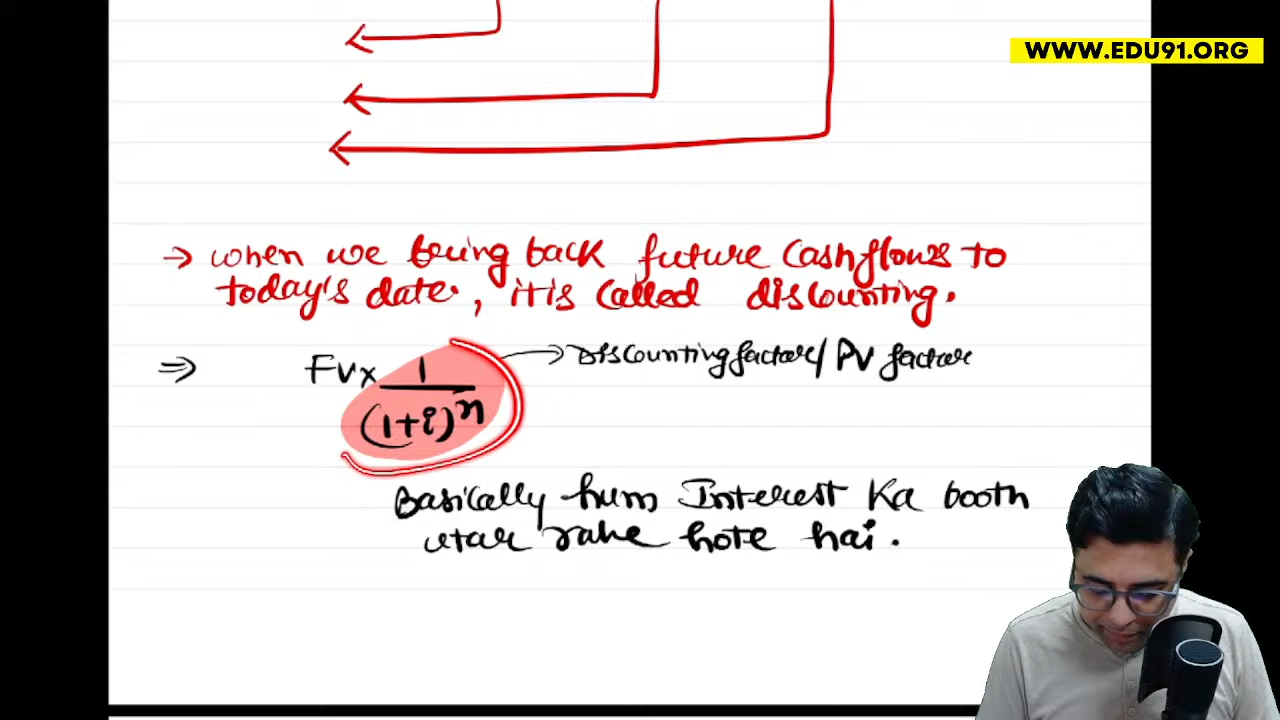 WWW.EDU91.ORG
→ when we bring back future Cashflows to
today's date, it is called discounting.
⇒ FV× 1/(1+i)^n → Discounting factor/ PV factor
Basically hum Interest Ka booth
utar rahe hote hai.